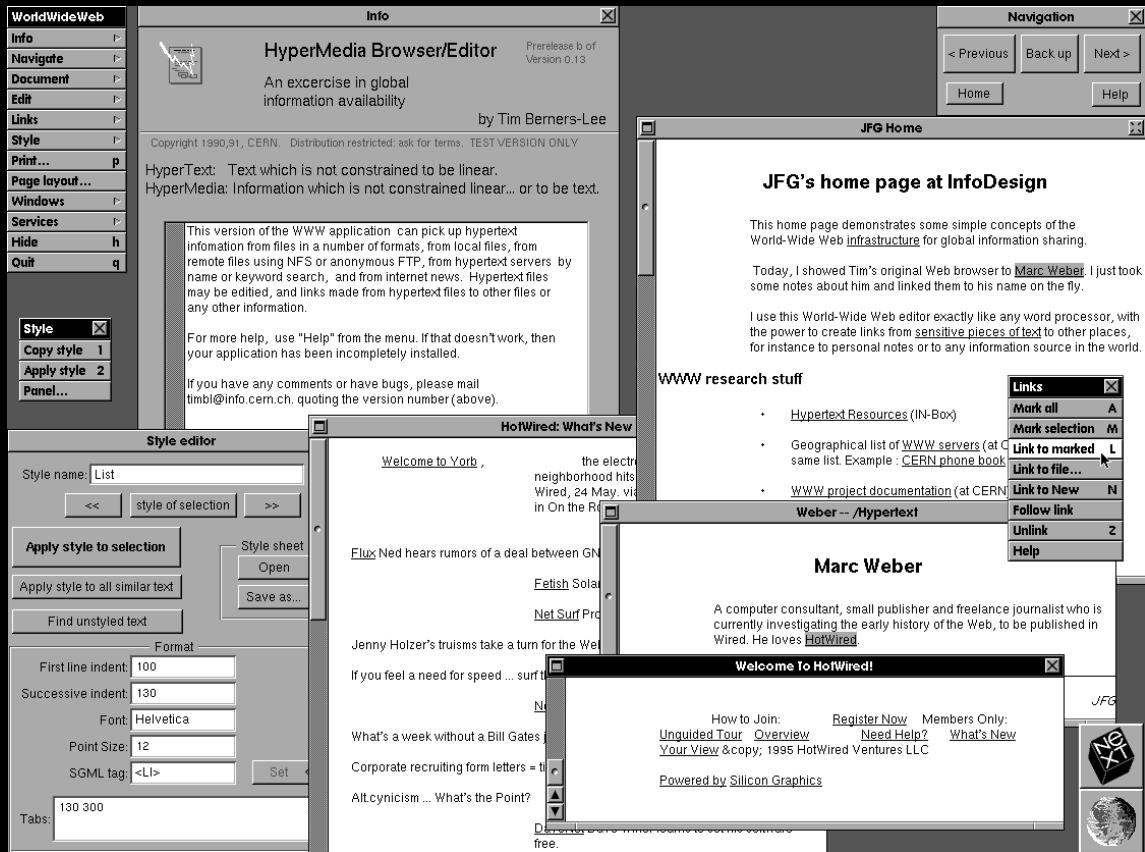 WorldWideWeb
Info
Navigate
Document
Edit
Links
Style
Print... p
Page layout...
Windows
Services
Hide h
Quit q
Style
Copy style 1
Apply style 2
Panel...
Info
HyperMedia Browser/Editor
Prerelease b of
Version 0.13
An excercise in global
information availability
by Tim Berners-Lee
Copyright 1990,91, CERN. Distribution restricted: ask for terms. TEST VERSION ONLY
HyperText: Text which is not constrained to be linear.
HyperMedia: Information which is not constrained linear... or to be text.
This version of the WWW application can pick up hypertext
infomation from files in a number of formats, from local files, from
remote files using NFS or anonymous FTP, from hypertext servers by
name or keyword search, and from internet news. Hypertext files
may be editied, and links made from hypertext files to other files or
any other information.
For more help, use "Help" from the menu. If that doesn't work, then
your application has been incompletely installed.
If you have any comments or have bugs, please mail
timbl@info.cern.ch. quoting the version number (above).
Navigation
< Previous Back up Next >
Home Help
JFG Home
JFG's home page at InfoDesign
This home page demonstrates some simple concepts of the
World-Wide Web infrastructure for global information sharing.
Today, I showed Tim's original Web browser to Marc Weber. I just took
some notes about him and linked them to his name on the fly.
I use this World-Wide Web editor exactly like any word processor, with
the power to create links from sensitive pieces of text to other places,
for instance to personal notes or to any information source in the world.
WWW research stuff
• Hypertext Resources (IN-Box)
• Geographical list of WWW servers (at C
same list. Example : CERN phone book
• WWW project documentation (at CERN
Links
Mark all A
Mark selection M
Link to marked L
Link to file...
Link to New N
Follow link
Unlink Z
Help
Style editor
Style name: List
<< style of selection >>
Apply style to selection
Apply style to all similar text
Find unstyled text
Style sheet
Open
Save as...
Format
First line indent: 100
Successive indent: 130
Font: Helvetica
Point Size: 12
SGML tag: <LI>
Set
Tabs: 130 300
HotWired: What's New
Welcome to Yorb , the electr
neighborhood hits
Wired, 24 May. via
in On the Ro
Flux Ned hears rumors of a deal between GN
Fetish Sola
Net Surf Pro
Jenny Holzer's truisms take a turn for the We
If you feel a need for speed ... surf t
Ne
What's a week without a Bill Gates j
Corporate recruiting form letters = ti
Alt.cynicism ... What's the Point?
free.
Weber -- /Hypertext
Marc Weber
A computer consultant, small publisher and freelance journalist who is
currently investigating the early history of the Web, to be published in
Wired. He loves HotWired.
JFG
Welcome To HotWired!
How to Join: Register Now Members Only:
Unguided Tour Overview Need Help? What's New
Your View &copy; 1995 HotWired Ventures LLC
Powered by Silicon Graphics
NeXT